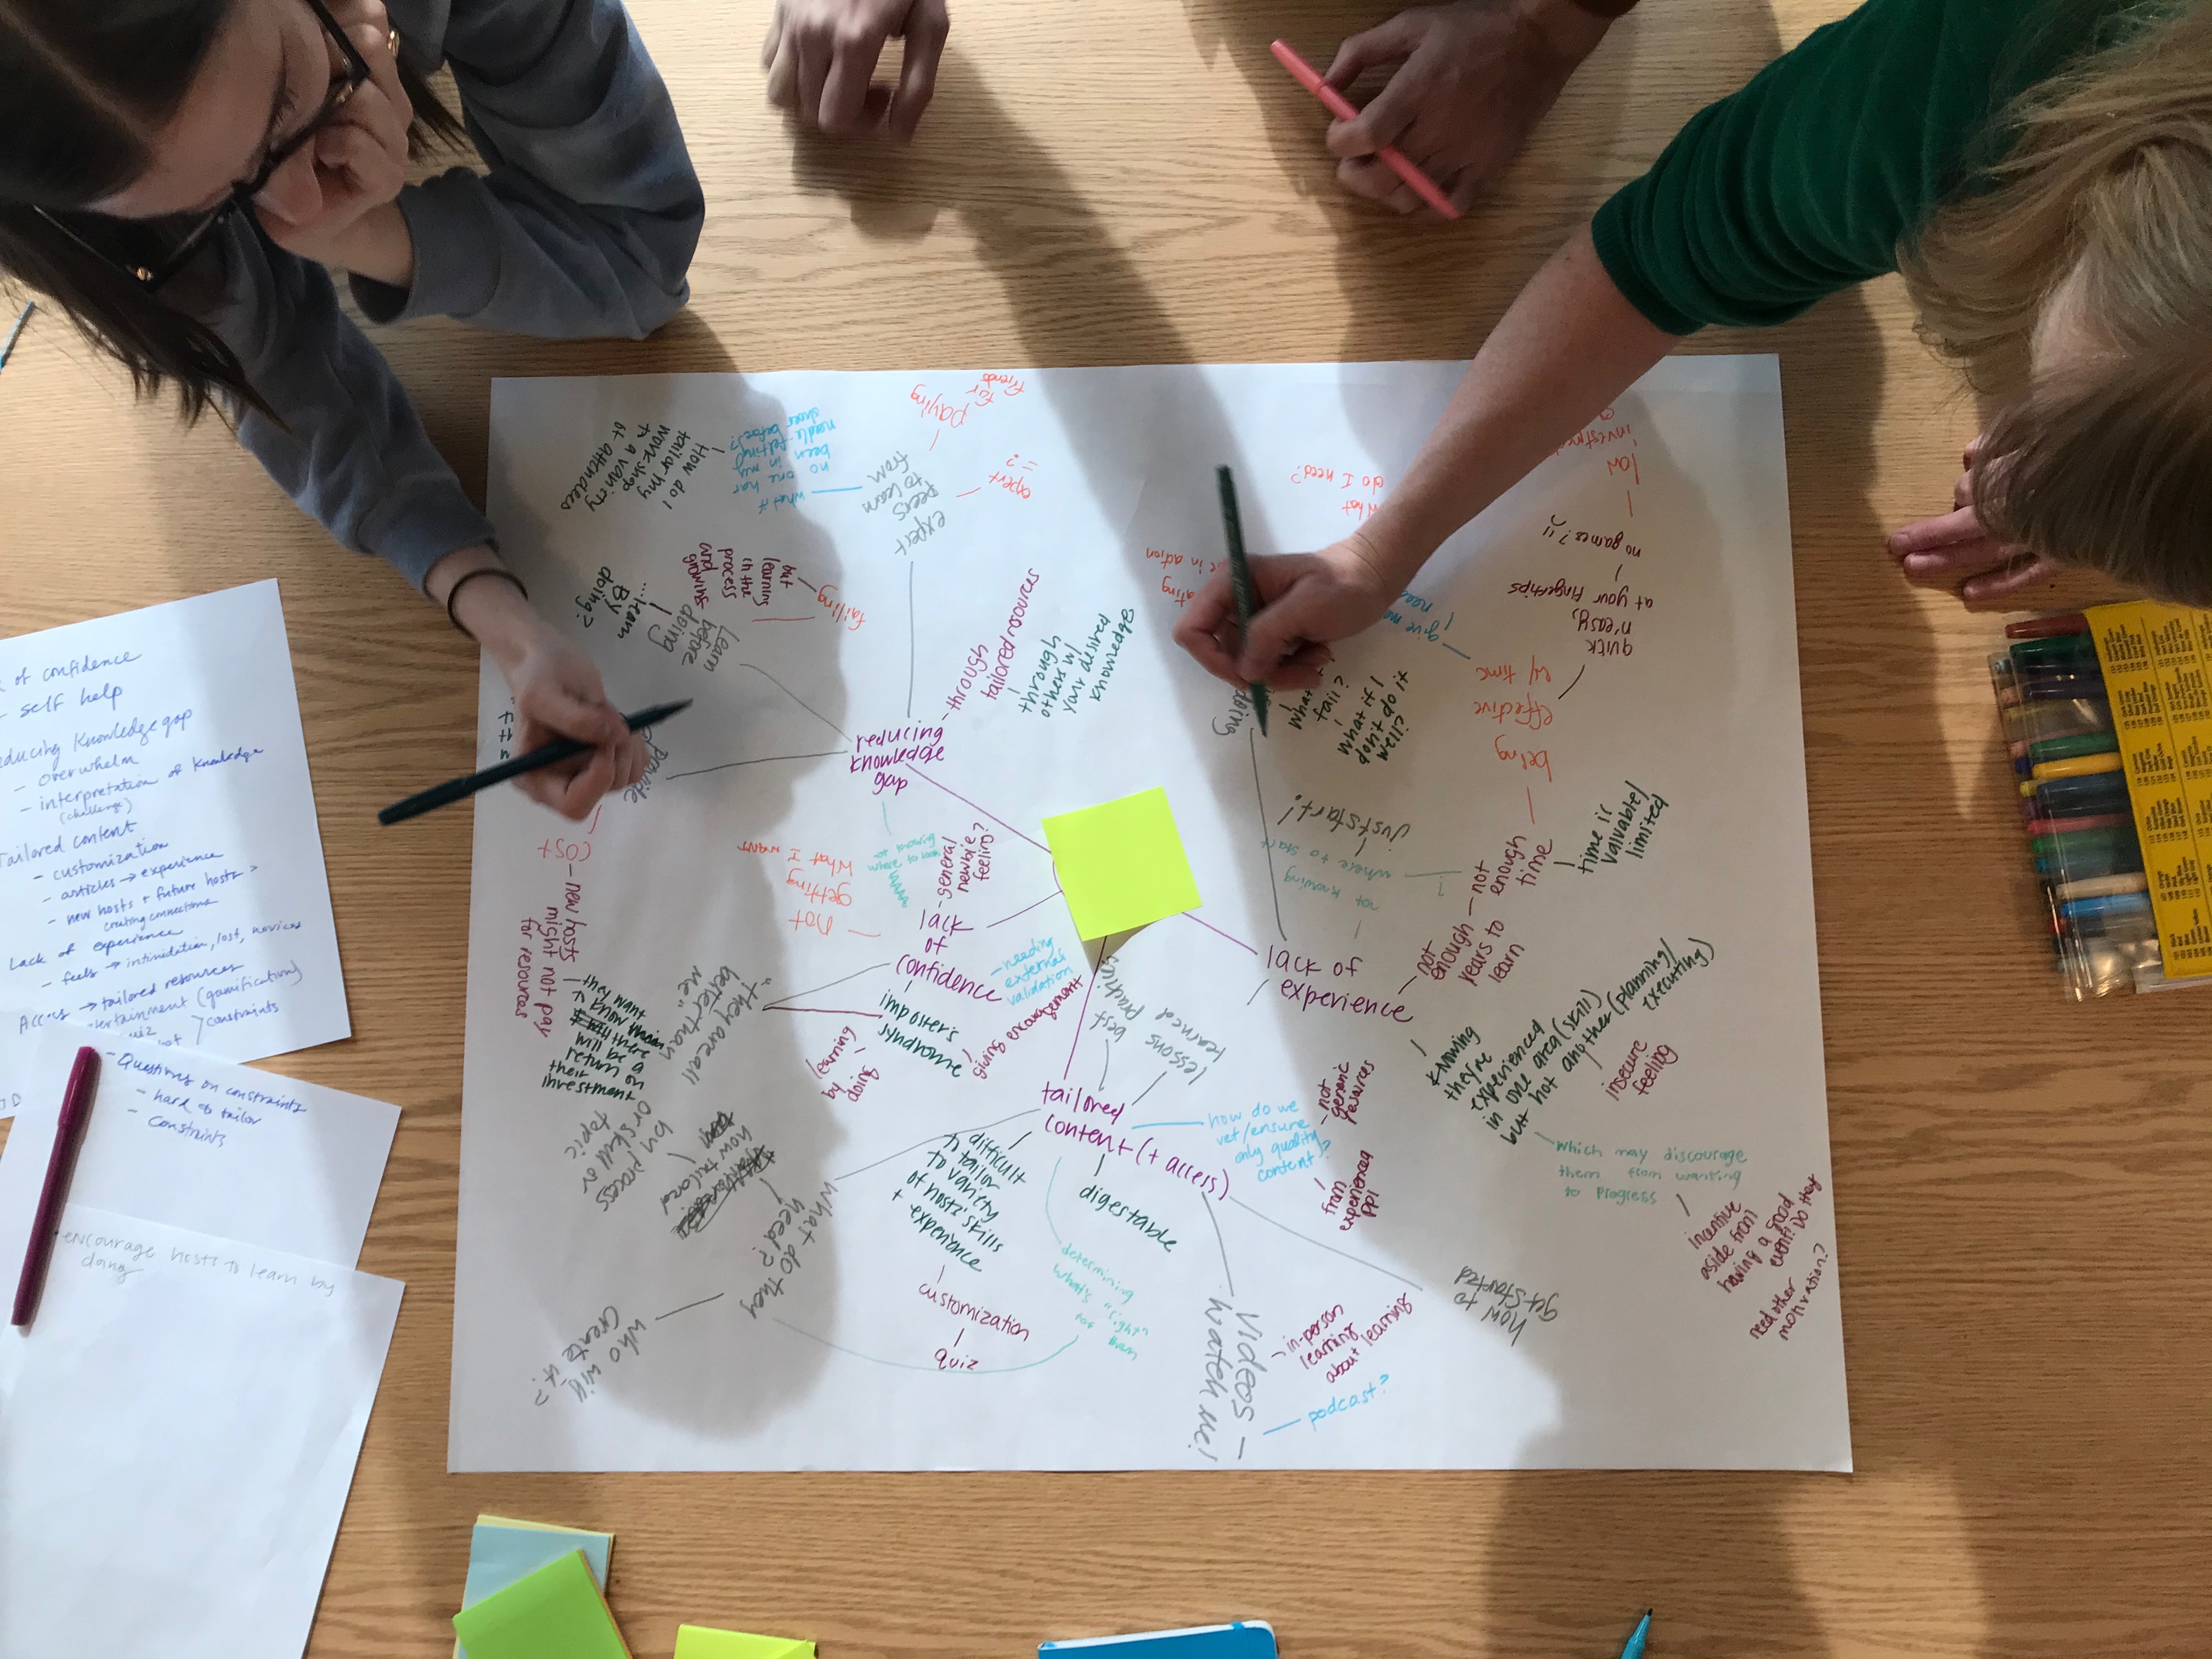 of confidence
self help
Knowledge gap
- overwhelm
- interpretation of knowledge
(challenge)
Tailored content
- customization
- articles → experience
- new hosts + future hosts >
creating connections
Lack of experience
- feels → intimidation, lost, novices
Access → tailored resources
(gamification)
constraints
- Questions on constraints
- hard to tailor
constraints
encourage hosts to learn by
doing
reducing
knowledge
gap
- through
tailored resources
through
others w/
your desired
knowledge
expert
peers
to learn
from
paying
for
friends
expert
= ?
what if
no one has
been in my
needle-felting
shoes before?
How do I
tailor my
workshop
to a variety
of attendees
Learn
before
doing
... learn
By
doing?
failing
but
learning
in the
process
and
growing
provide
cost
- new hosts
might not pay
for resources
they want
to know
there
will be a
return on
their
investment
not knowing
where to look
lack
of
confidence
- general
newbie
feeling?
Not
getting
what I want
- needing
external
validation
imposter's
syndrome
giving encouragement
learning
by
doing
"They are all
better than
me"
tailored
content (+ access)
best
lessons
learned
how do we
vet/ensure
only quality
content?
- not
generic
resources
from
experienced
ppl
digestable
difficult
to tailor
to variety
of hosts' skills
+
experience
customization
quiz
determining
what's "right"
for them
What do they
need?
how tailored
by process
or skill or
topic
who will
create it?
Videos -
Watch me!
- in-person
learning
about learning
podcast?
How to
get started
lack of
experience
doing
What
fail?
What if I
don't do it
well?
not knowing
where to start
Just start!
?
- not
enough
years to
learn
- not
enough
time
time is
valuable/
limited
being
effective
w/ time
give me
quick
n' easy,
at your fingertips
no games? !!
low
What
do I need?
in action
knowing
they're
experienced
in one area (skill)
but not another (planning/
executing)
insecure
feeling
which may discourage
them from wanting
to progress
incentive
aside from
having a good
event? Do they
need other
motivation?